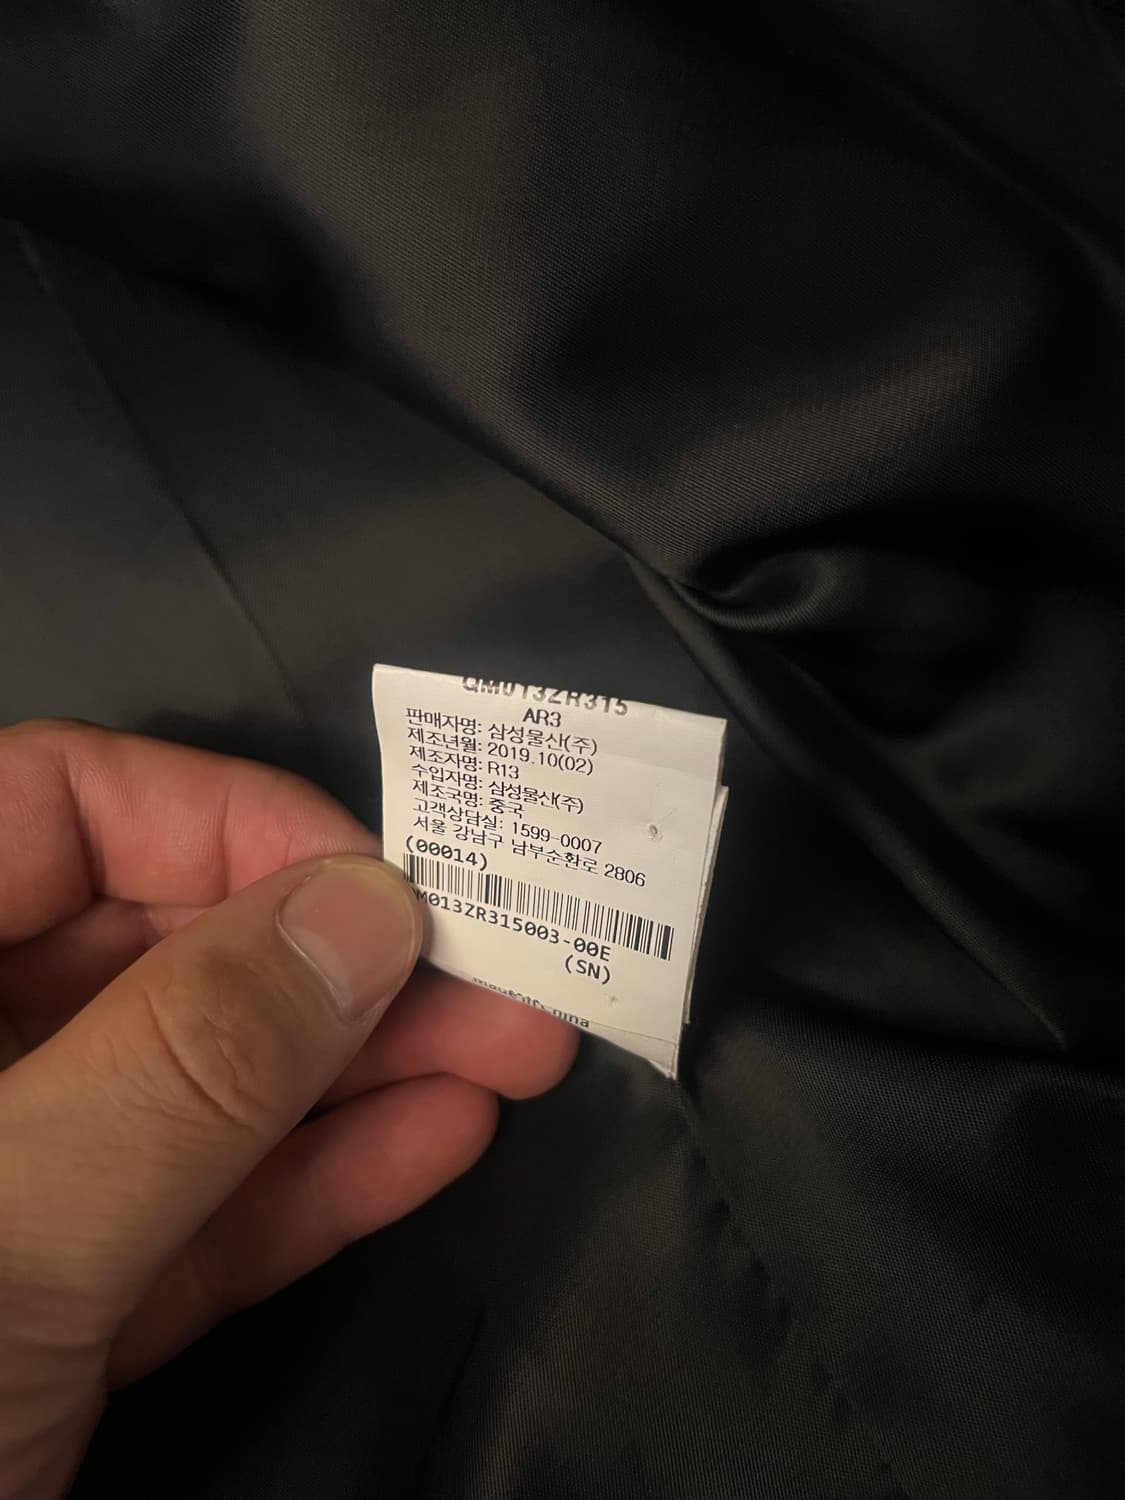 QM013ZR315
AR3
판매자명: 삼성물산(주)
제조년월: 2019.10(02)
제조자명: R13
수입자명: 삼성물산(주)
제조국명: 중국
고객상담실: 1599-0007
서울 강남구 남부순환로 2806
(00014)
M013ZR315003-00E
(SN)